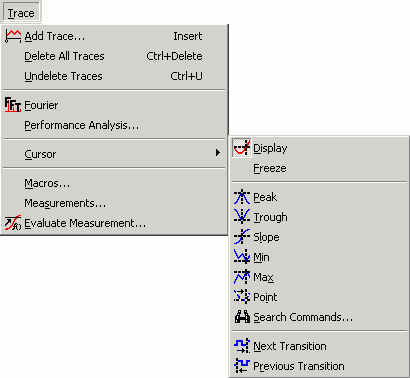 Trace
Add Trace... Insert
Delete All Traces Ctrl+Delete
Undelete Traces Ctrl+U
FFT Fourier
Performance Analysis...
Cursor
Macros...
Measurements...
Evaluate Measurement...
Display
Freeze
Peak
Trough
Slope
Min
Max
Point
Search Commands...
Next Transition
Previous Transition